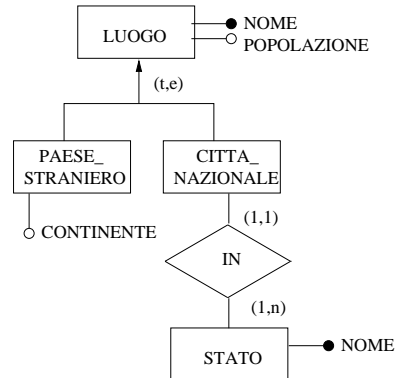 NOME
LUOGO
POPOLAZIONE
(t,e)
PAESE_
STRANIERO
CITTA_
NAZIONALE
CONTINENTE
(1,1)
IN
(1,n)
STATO
NOME